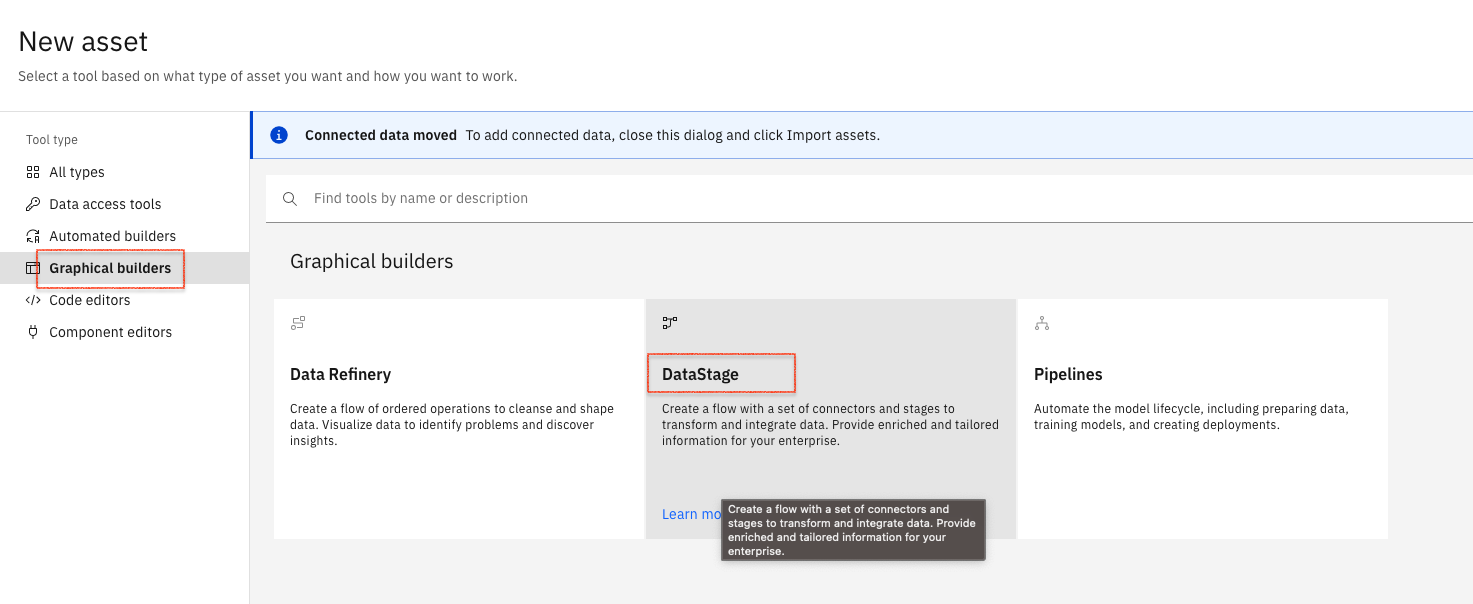 New asset
Select a tool based on what type of asset you want and how you want to work.
Tool type
All types
Data access tools
Automated builders
Graphical builders
Code editors
Component editors
Connected data moved To add connected data, close this dialog and click Import assets.
Find tools by name or description
Graphical builders
Data Refinery
Create a flow of ordered operations to cleanse and shape
data. Visualize data to identify problems and discover
insights.
DataStage
Create a flow with a set of connectors and stages to
transform and integrate data. Provide enriched and tailored
information for your enterprise.
Learn mo
Create a flow with a set of connectors and
stages to transform and integrate data. Provide
enriched and tailored information for your
enterprise.
Pipelines
Automate the model lifecycle, including preparing data,
training models, and creating deployments.